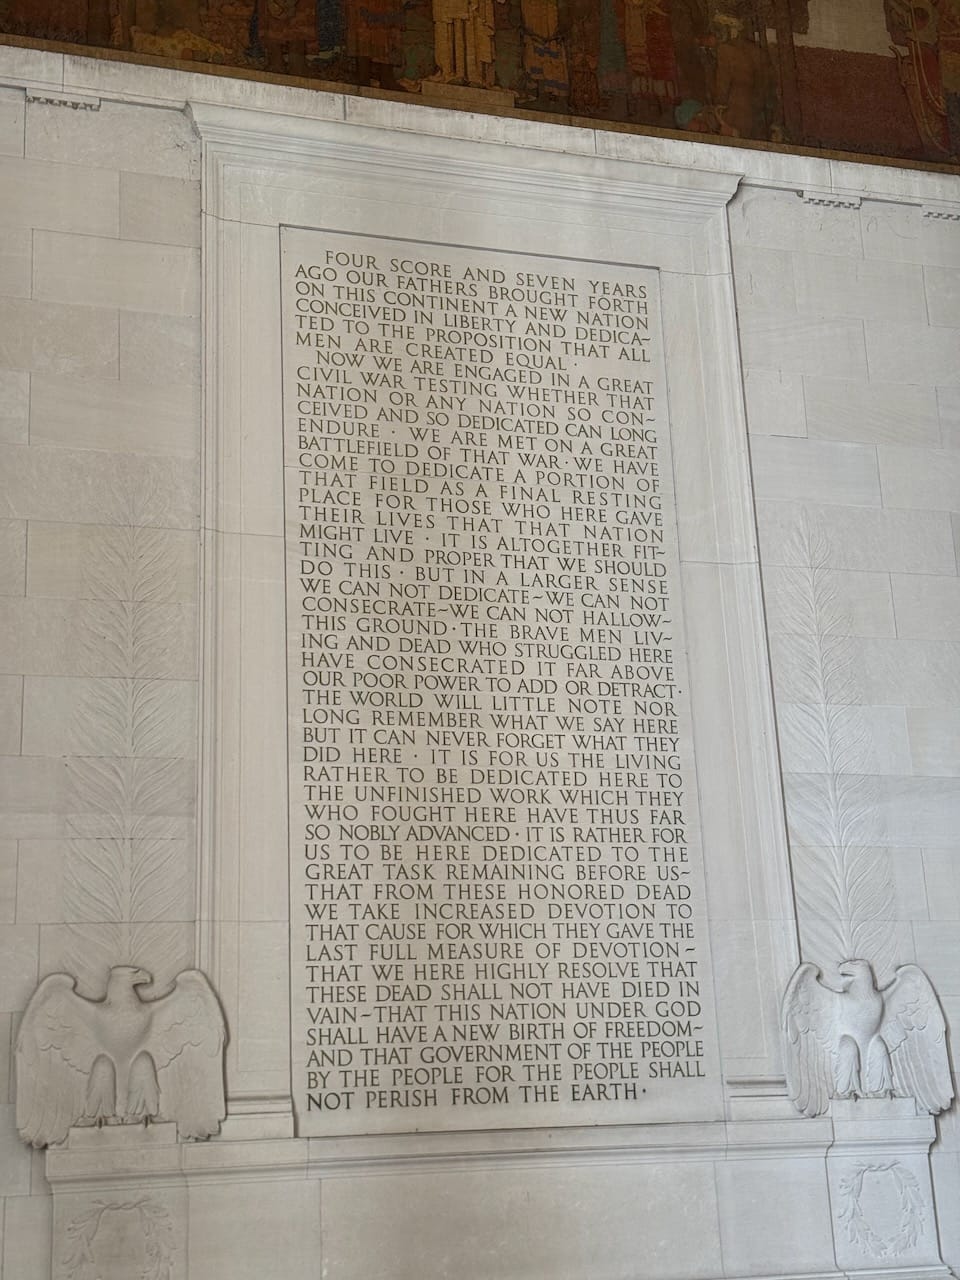 FOUR SCORE AND SEVEN YEARS
AGO OUR FATHERS BROUGHT FORTH
ON THIS CONTINENT A NEW NATION
CONCEIVED IN LIBERTY AND DEDICA~
TED TO THE PROPOSITION THAT ALL
MEN ARE CREATED EQUAL ·
NOW WE ARE ENGAGED IN A GREAT
CIVIL WAR TESTING WHETHER THAT
NATION OR ANY NATION SO CON~
CEIVED AND SO DEDICATED CAN LONG
ENDURE · WE ARE MET ON A GREAT
BATTLEFIELD OF THAT WAR · WE HAVE
COME TO DEDICATE A PORTION OF
THAT FIELD AS A FINAL RESTING
PLACE FOR THOSE WHO HERE GAVE
THEIR LIVES THAT THAT NATION
MIGHT LIVE · IT IS ALTOGETHER FIT~
TING AND PROPER THAT WE SHOULD
DO THIS · BUT IN A LARGER SENSE
WE CAN NOT DEDICATE~WE CAN NOT
CONSECRATE~WE CAN NOT HALLOW~
THIS GROUND · THE BRAVE MEN LIV~
ING AND DEAD WHO STRUGGLED HERE
HAVE CONSECRATED IT FAR ABOVE
OUR POOR POWER TO ADD OR DETRACT ·
THE WORLD WILL LITTLE NOTE NOR
LONG REMEMBER WHAT WE SAY HERE
BUT IT CAN NEVER FORGET WHAT THEY
DID HERE · IT IS FOR US THE LIVING
RATHER TO BE DEDICATED HERE TO
THE UNFINISHED WORK WHICH THEY
WHO FOUGHT HERE HAVE THUS FAR
SO NOBLY ADVANCED · IT IS RATHER FOR
US TO BE HERE DEDICATED TO THE
GREAT TASK REMAINING BEFORE US~
THAT FROM THESE HONORED DEAD
WE TAKE INCREASED DEVOTION TO
THAT CAUSE FOR WHICH THEY GAVE THE
LAST FULL MEASURE OF DEVOTION~
THAT WE HERE HIGHLY RESOLVE THAT
THESE DEAD SHALL NOT HAVE DIED IN
VAIN~THAT THIS NATION UNDER GOD
SHALL HAVE A NEW BIRTH OF FREEDOM~
AND THAT GOVERNMENT OF THE PEOPLE
BY THE PEOPLE FOR THE PEOPLE SHALL
NOT PERISH FROM THE EARTH ·